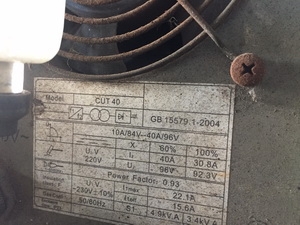 Model CUT 40
GB 15579.1-2004
10A/84V~40A/96V
X 60% 100%
U₀ V I₂ 40A 30.8A
220V U₂ 96V 92.3V
Power Factor: 0.93
U₁ V I₁max 22.1A
~230V±10% I₁eff 15.6A
50/60Hz S1 4.9kV.A 3.4kV.A